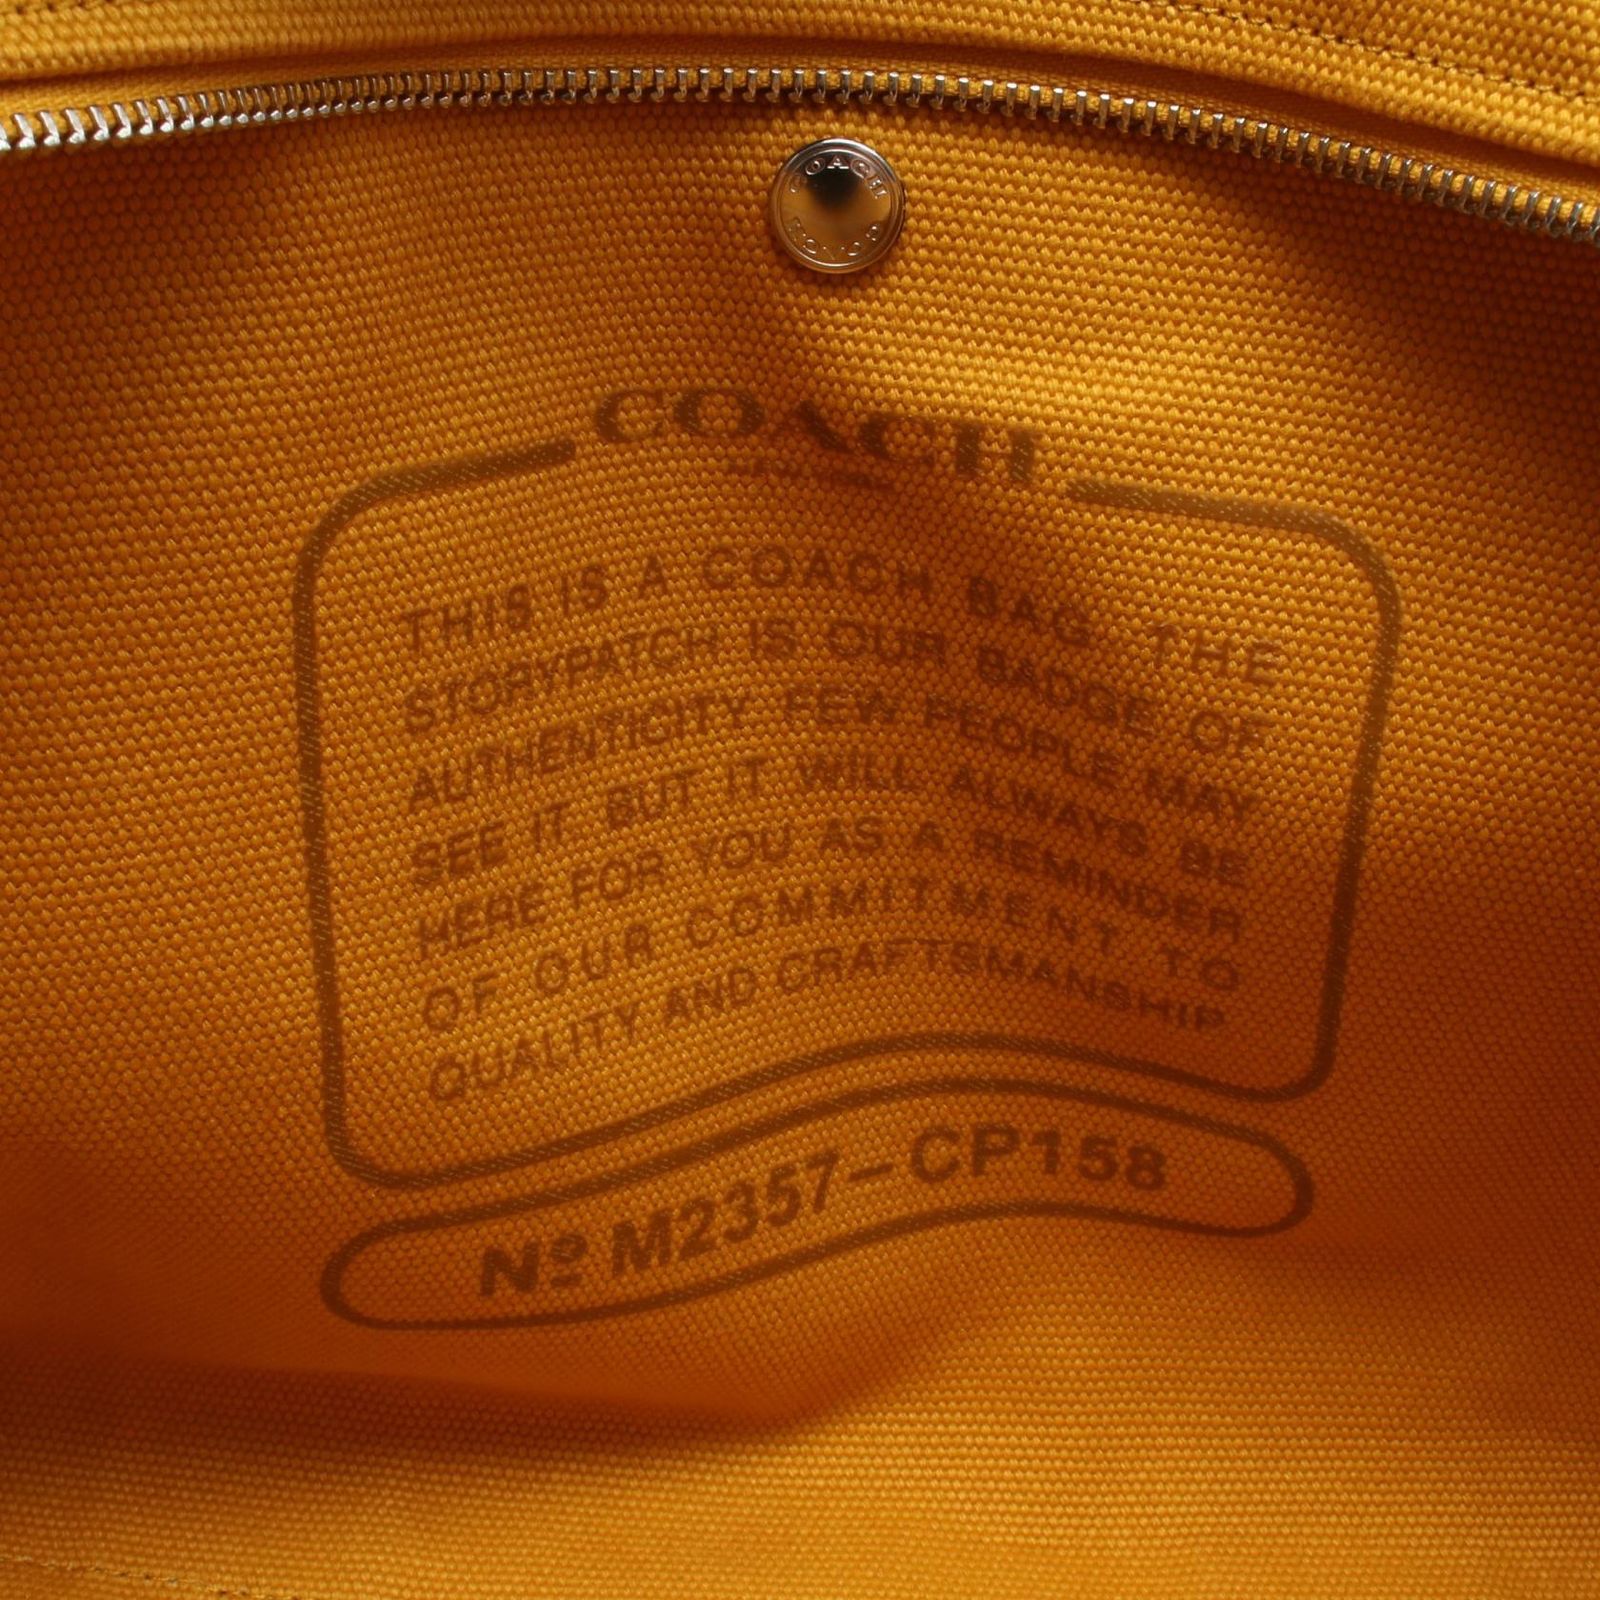 COACH
COACH
THIS IS A COACH BAG. THE
STORYPATCH IS OUR BADGE OF
AUTHENTICITY. FEW PEOPLE MAY
SEE IT, BUT IT WILL ALWAYS BE
HERE FOR YOU AS A REMINDER
OF OUR COMMITMENT TO
QUALITY AND CRAFTSMANSHIP
Nº M2357-CP158